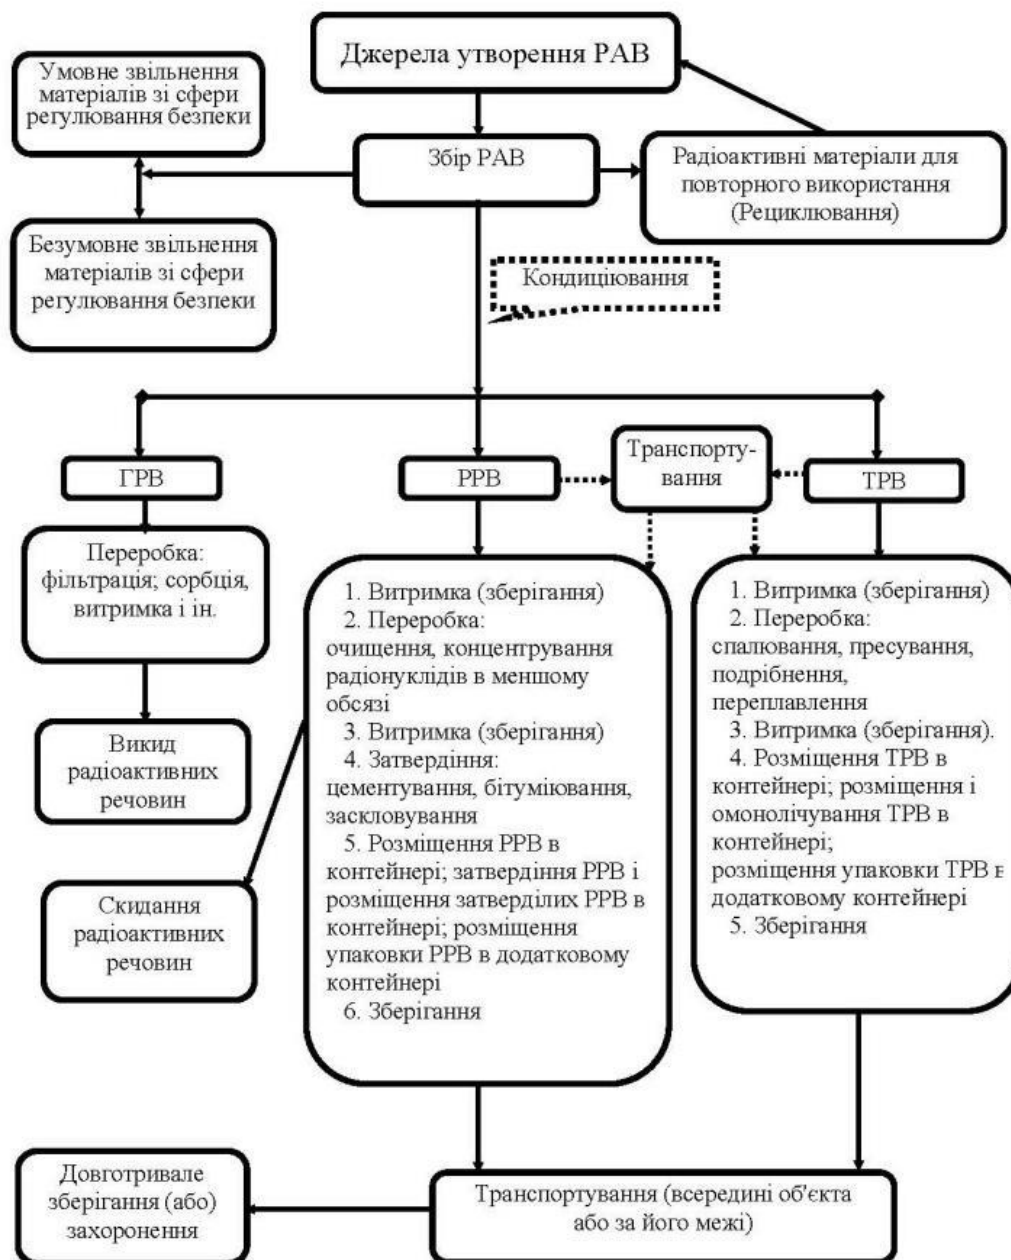 Джерела утворення РАВ
Умовне звільнення
матеріалів зі сфери
регулювання безпеки
Збір РАВ
Радіоактивні матеріали для
повторного використання
(Рециклювання)
Безумовне звільнення
матеріалів зі сфери
регулювання безпеки
Кондиціювання
ГРВ
РРВ
Транспорту-
вання
ТРВ
Переробка:
фільтрація; сорбція,
витримка і ін.
Викид
радіоактивних
речовин
Скидання
радіоактивних
речовин
1. Витримка (зберігання)
2. Переробка:
очищення, концентрування
радіонуклідів в меншому
обсязі
3. Витримка (зберігання)
4. Затвердіння:
цементування, бітуміювання,
заскловування
5. Розміщення РРВ в
контейнері; затвердіння РРВ і
розміщення затверділих РРВ в
контейнері; розміщення
упаковки РРВ в додатковому
контейнері
6. Зберігання
1. Витримка (зберігання)
2. Переробка:
спалювання, пресування,
подрібнення,
переплавлення
3. Витримка (зберігання).
4. Розміщення ТРВ в
контейнері; розміщення і
омонолічування ТРВ в
контейнері;
розміщення упаковки ТРВ в
додатковому контейнері
5. Зберігання
Довготривале
зберігання (або)
захоронення
Транспортування (всередині об'єкта
або за його межі)